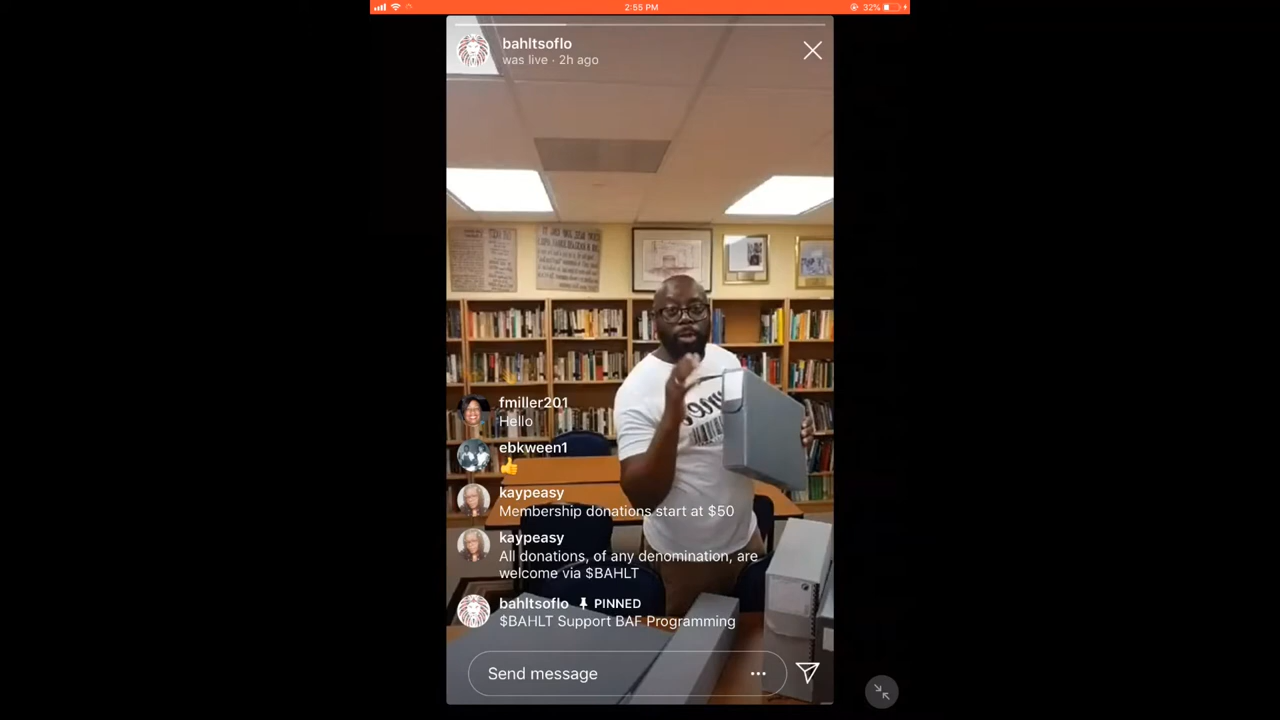 2:55 PM
32%
bahltsoflo
was live · 2h ago
fmiller201
Hello
ebkween1
👍
kaypeasy
Membership donations start at $50
kaypeasy
All donations, of any denomination, are
welcome via $BAHLT
bahltsoflo PINNED
$BAHLT Support BAF Programming
Send message